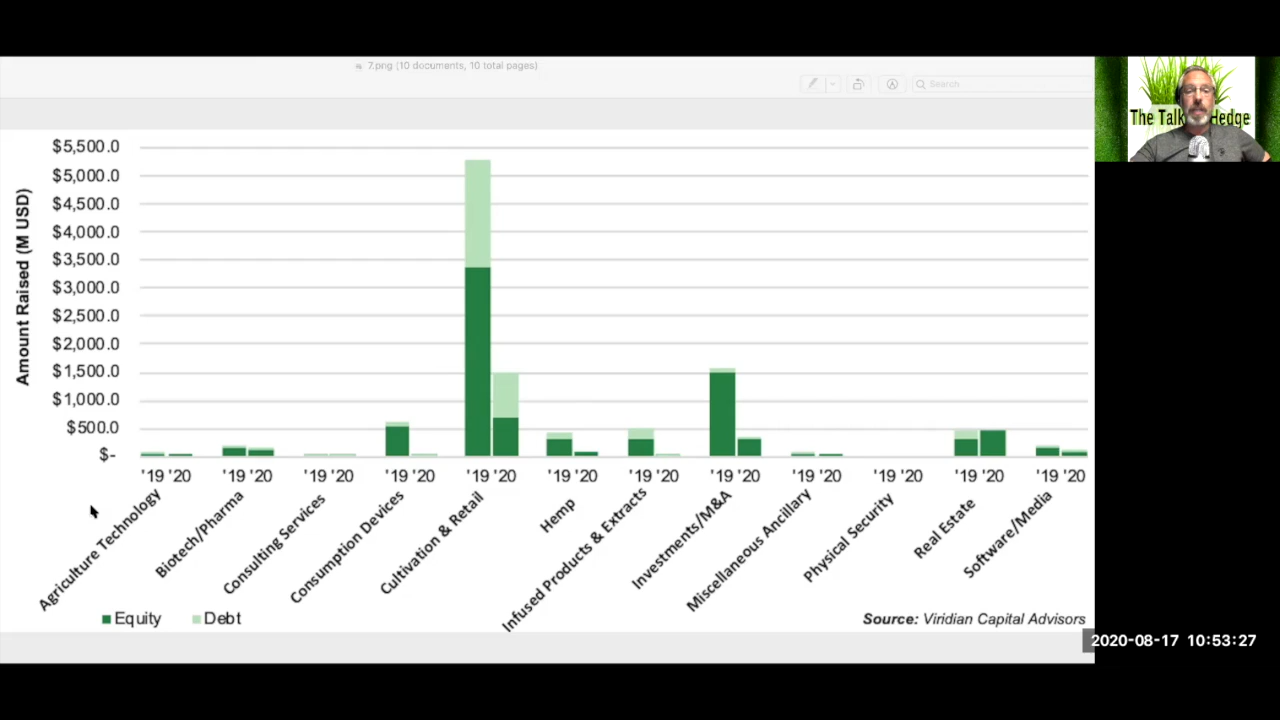 7.png (10 documents, 10 total pages)
Search
The Talk Hedge
Amount Raised (M USD)
$5,500.0
$5,000.0
$4,500.0
$4,000.0
$3,500.0
$3,000.0
$2,500.0
$2,000.0
$1,500.0
$1,000.0
$500.0
$-
'19 '20 '19 '20 '19 '20 '19 '20 '19 '20 '19 '20 '19 '20 '19 '20 '19 '20 '19 '20 '19 '20 '19 '20
Agriculture Technology
Biotech/Pharma
Consulting Services
Consumption Devices
Cultivation & Retail
Hemp
Infused Products & Extracts
Investments/M&A
Miscellaneous Ancillary
Physical Security
Real Estate
Software/Media
Equity Debt
Source: Viridian Capital Advisors
2020-08-17 10:53:27